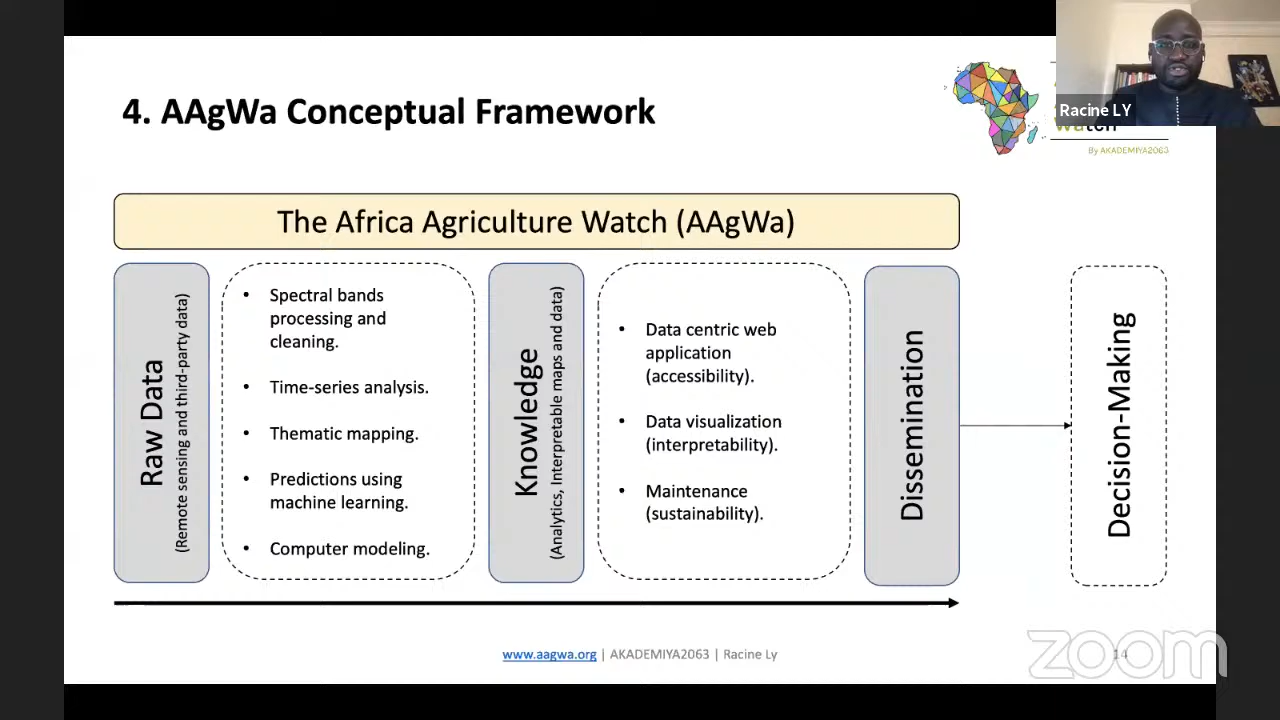 4. AAgWa Conceptual Framework
Racine LY
By AKADEMIYA2063
The Africa Agriculture Watch (AAgWa)
Raw Data
(Remote sensing and third-party data)
• Spectral bands
processing and
cleaning.
• Time-series analysis.
• Thematic mapping.
• Predictions using
machine learning.
• Computer modeling.
Knowledge
(Analytics, Interpretable maps and data)
• Data centric web
application
(accessibility).
• Data visualization
(interpretability).
• Maintenance
(sustainability).
Dissemination
Decision-Making
www.aagwa.org | AKADEMIYA2063 | Racine Ly
14
zoom